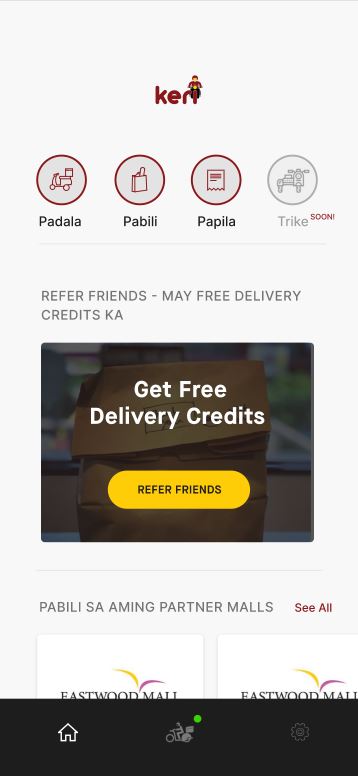 keri
Padala
Pabili
Papila
Trike
SOON!
REFER FRIENDS - MAY FREE DELIVERY
CREDITS KA
Get Free
Delivery Credits
REFER FRIENDS
PABILI SA AMING PARTNER MALLS
See All
EASTWOOD MALL
EASTWOOD MALL